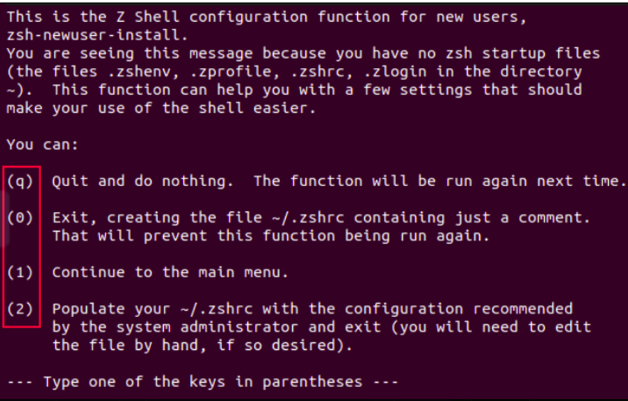 This is the Z Shell configuration function for new users,
zsh-newuser-install.
You are seeing this message because you have no zsh startup files
(the files .zshenv, .zprofile, .zshrc, .zlogin in the directory
~).  This function can help you with a few settings that should
make your use of the shell easier.
You can:
(q)  Quit and do nothing.  The function will be run again next time.
(0)  Exit, creating the file ~/.zshrc containing just a comment.
That will prevent this function being run again.
(1)  Continue to the main menu.
(2)  Populate your ~/.zshrc with the configuration recommended
by the system administrator and exit (you will need to edit
the file by hand, if so desired).
--- Type one of the keys in parentheses ---